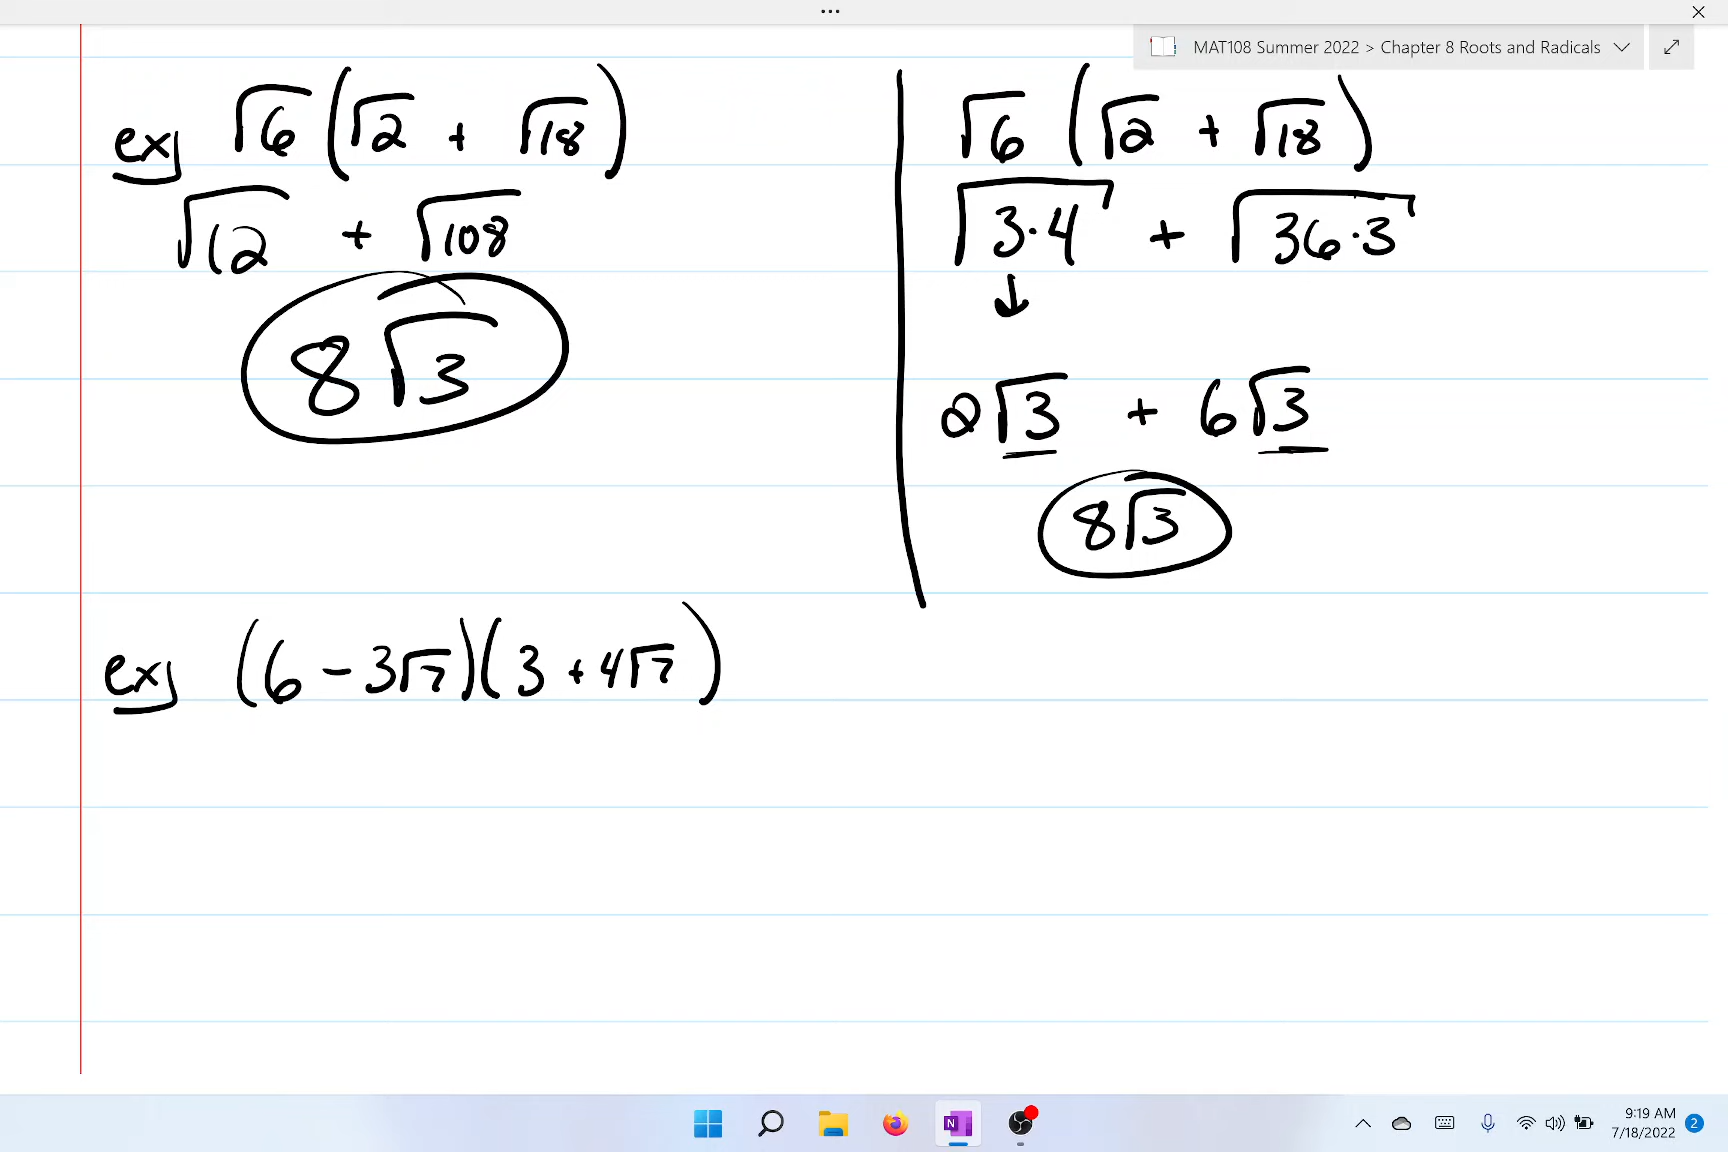 MAT108 Summer 2022 > Chapter 8 Roots and Radicals
ex) √6 (√2 + √18)
√12 + √108
8√3
√6 (√2 + √18)
√3·4 + √36·3
↓
2√3 + 6√3
8√3
ex) (6 - 3√7)(3 + 4√7)
9:19 AM
7/18/2022
2